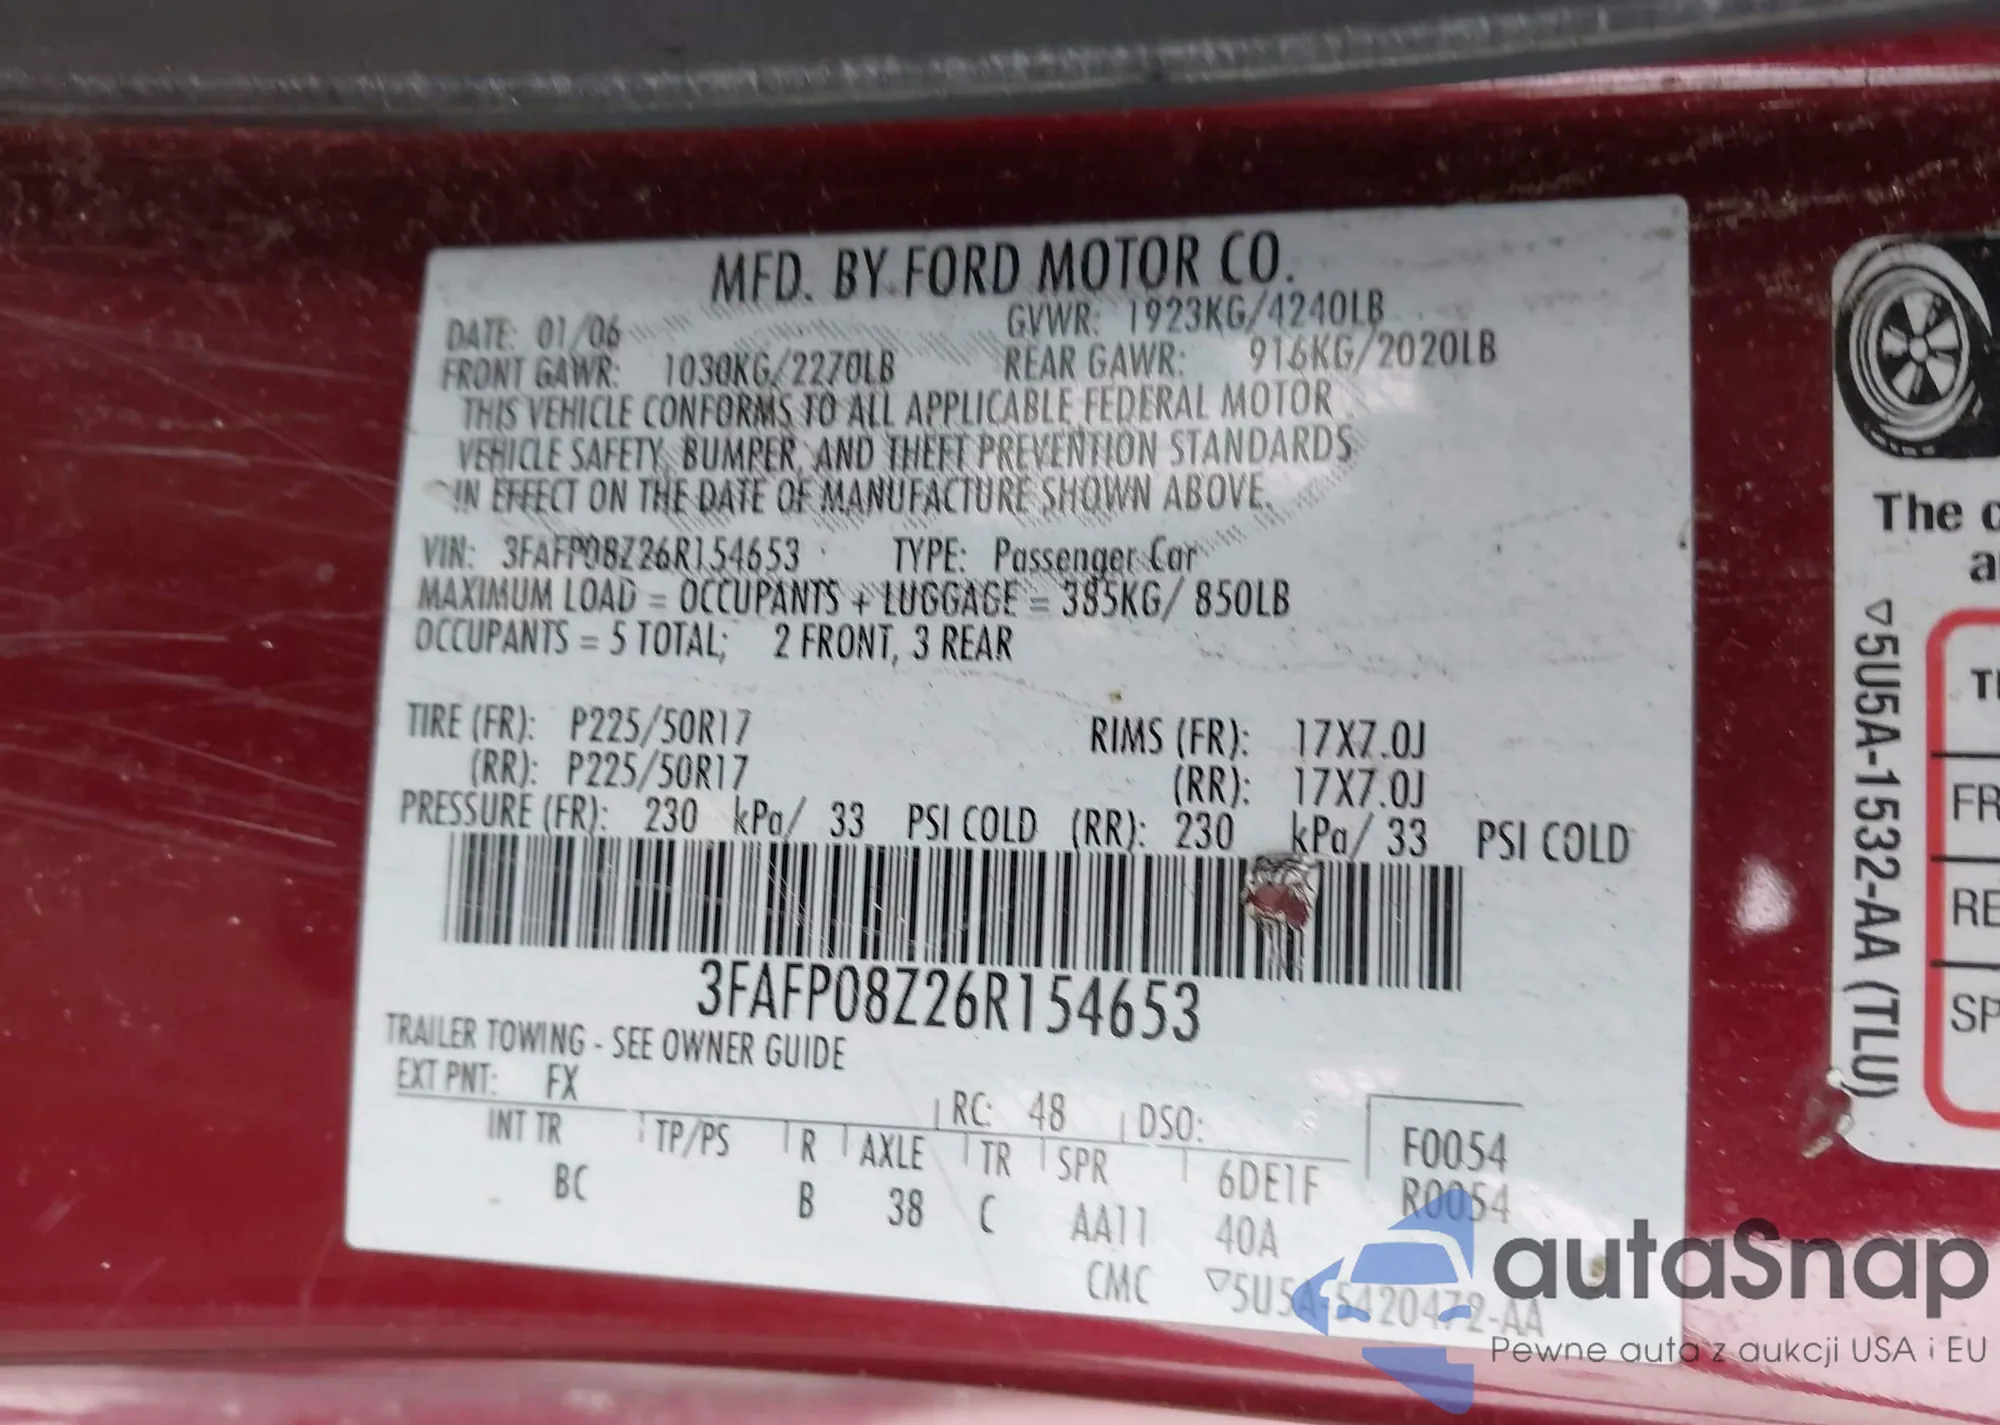 MFD. BY FORD MOTOR CO.
DATE: 01/06 GVWR: 1923KG/4240LB
FRONT GAWR: 1030KG/2270LB REAR GAWR: 916KG/2020LB
THIS VEHICLE CONFORMS TO ALL APPLICABLE FEDERAL MOTOR
VEHICLE SAFETY, BUMPER, AND THEFT PREVENTION STANDARDS
IN EFFECT ON THE DATE OF MANUFACTURE SHOWN ABOVE.
VIN: 3FAFP08Z26R154653 TYPE: Passenger Car
MAXIMUM LOAD = OCCUPANTS + LUGGAGE = 385KG/ 850LB
OCCUPANTS = 5 TOTAL; 2 FRONT, 3 REAR
TIRE (FR): P225/50R17 RIMS (FR): 17X7.0J
(RR): P225/50R17 (RR): 17X7.0J
PRESSURE (FR): 230 kPa/ 33 PSI COLD (RR): 230 kPa/ 33 PSI COLD
3FAFP08Z26R154653
TRAILER TOWING - SEE OWNER GUIDE
EXT PNT: FX RC: 48 DSO:
INT TR TP/PS R AXLE TR SPR 6DE1F F0054
BC B 38 C AA11 40A R0054
CMC ▽5U5A-5420472-AA
The
5U5A-1532-AA (TLU)
FR
SP
autaSnap
Pewne auta z aukcji USA i EU